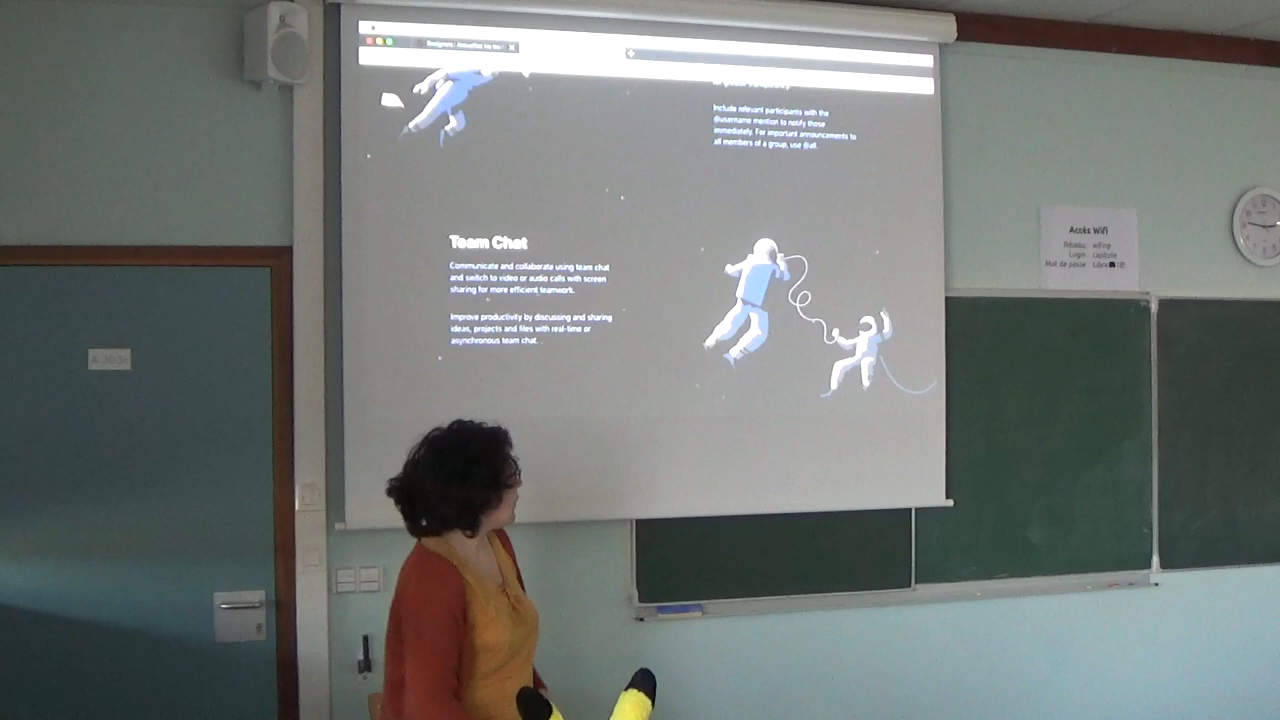 Include relevant participants with the
@username mention to notify those
immediately. For important announcements to
all members of a group, use @all.
Team Chat
Communicate and collaborate using team chat
and switch to video or audio calls with screen
sharing for more efficient teamwork.
Improve productivity by discussing and sharing
ideas, projects and files with real-time or
asynchronous team chat.
Accès Wifi
Réseau: wifinp
Login: capitole
Mot de passe: